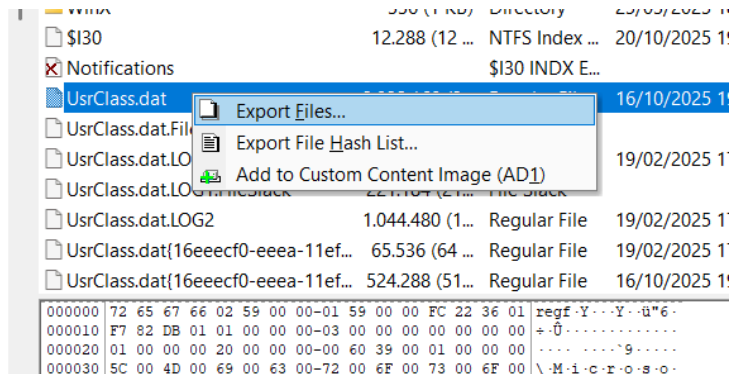 WinX 556 (1 KB) Directory
$I30 12.288 (12 ... NTFS Index ... 20/10/2025 19
Notifications $I30 INDX E...
UsrClass.dat 16/10/2025 19
Export Files...
UsrClass.dat.File
Export File Hash List...
UsrClass.dat.LO 19/02/2025 17
Add to Custom Content Image (AD1)
UsrClass.dat.LOG1.FileSlack 221.184 (21... File Slack
UsrClass.dat.LOG2 1.044.480 (1... Regular File 19/02/2025 17
UsrClass.dat{16eeecf0-eeea-11ef... 65.536 (64 ... Regular File 19/02/2025 17
UsrClass.dat{16eeecf0-eeea-11ef... 524.288 (51... Regular File 16/10/2025 19
000000 72 65 67 66 02 59 00 00-01 59 00 00 FC 22 36 01 regf·Y···Y··ü"6·
000010 F7 82 DB 01 01 00 00 00-03 00 00 00 00 00 00 00 ÷·Û·············
000020 01 00 00 00 20 00 00 00-00 60 39 00 01 00 00 00 ···· ····`9·····
000030 5C 00 4D 00 69 00 63 00-72 00 6F 00 73 00 6F 00 \·M·i·c·r·o·s·o·